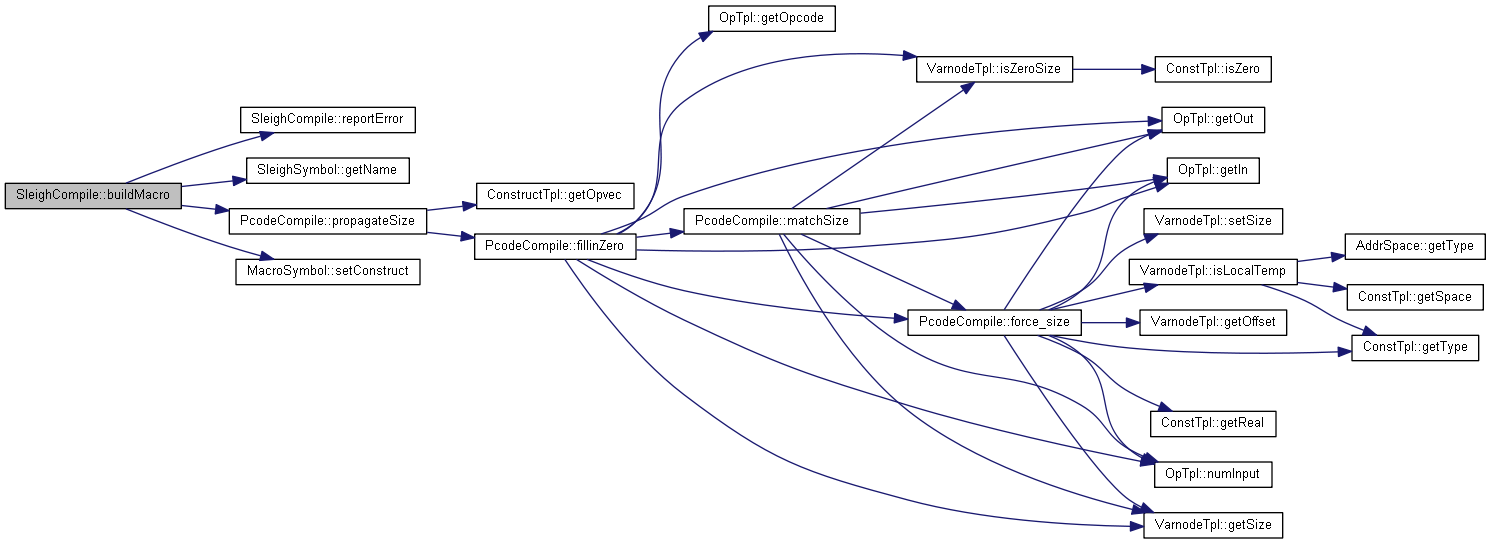 OpTpl::getOpcode
VarnodeTpl::isZeroSize
ConstTpl::isZero
SleighCompile::reportError
OpTpl::getOut
SleighSymbol::getName
OpTpl::getIn
SleighCompile::buildMacro
ConstructTpl::getOpvec
PcodeCompile::propagateSize
PcodeCompile::matchSize
VarnodeTpl::setSize
PcodeCompile::fillinZero
AddrSpace::getType
MacroSymbol::setConstruct
VarnodeTpl::isLocalTemp
ConstTpl::getSpace
PcodeCompile::force_size
VarnodeTpl::getOffset
ConstTpl::getType
ConstTpl::getReal
OpTpl::numInput
VarnodeTpl::getSize